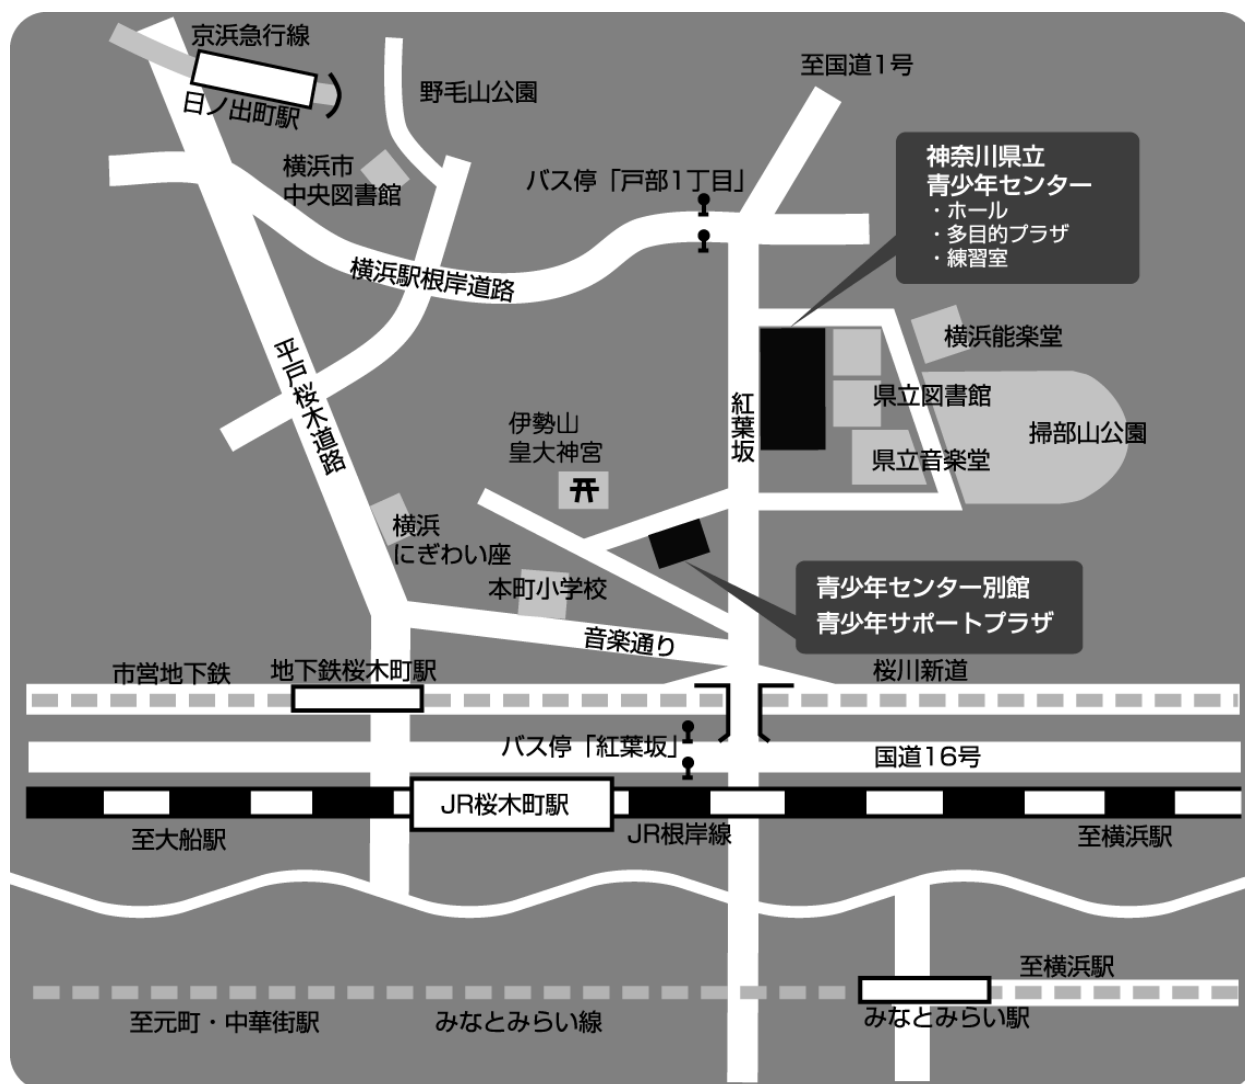 京浜急行線
日ノ出町駅
野毛山公園
至国道1号
横浜市
中央図書館
バス停「戸部1丁目」
神奈川県立
青少年センター
・ホール
・多目的プラザ
・練習室
横浜駅根岸道路
横浜能楽堂
平戸桜木道路
紅葉坂
県立図書館
掃部山公園
伊勢山
皇大神宮
県立音楽堂
横浜
にぎわい座
本町小学校
青少年センター別館
青少年サポートプラザ
音楽通り
市営地下鉄
地下鉄桜木町駅
桜川新道
バス停「紅葉坂」
国道16号
JR桜木町駅
至大船駅
JR根岸線
至横浜駅
至横浜駅
至元町・中華街駅
みなとみらい線
みなとみらい駅